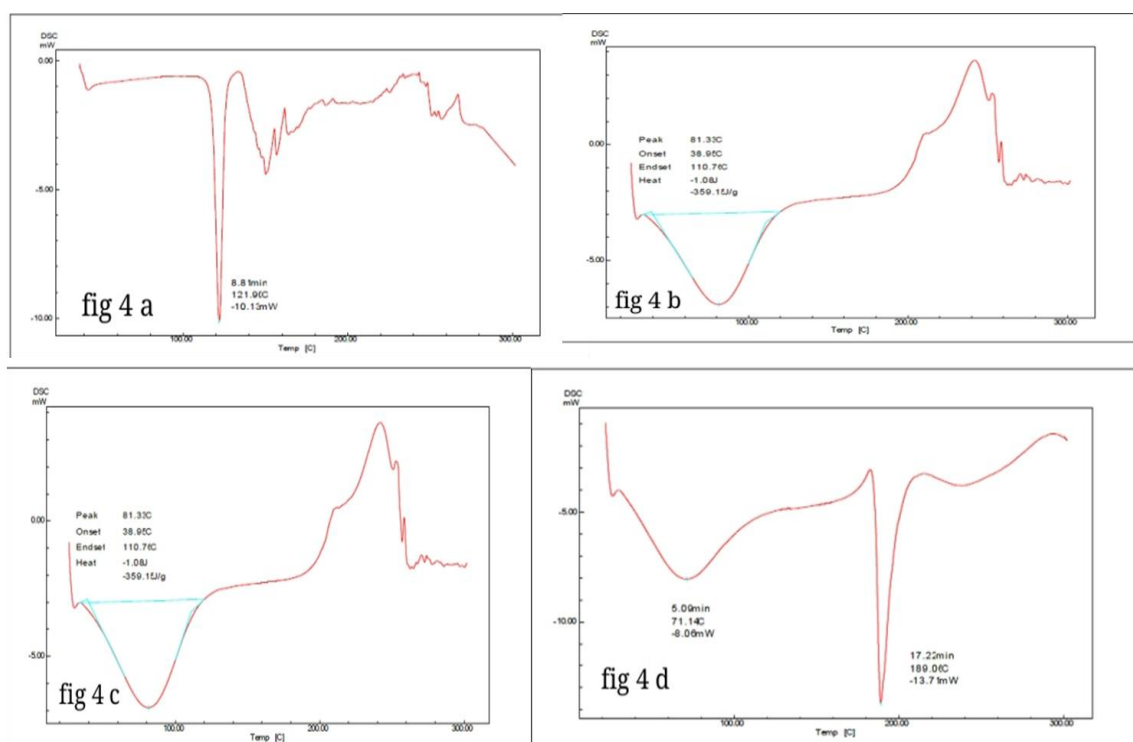 DSC
mW
0.00
-5.00
-10.00
8.81min
121.96C
-10.13mW
fig 4 a
100.00
200.00
300.00
Temp [C]
DSC
mW
0.00
-5.00
Peak 81.33C
Onset 38.95C
Endset 110.76C
Heat -1.08J
-359.15J/g
fig 4 b
100.00
200.00
300.00
Temp [C]
DSC
mW
0.00
-5.00
Peak 81.33C
Onset 38.95C
Endset 110.76C
Heat -1.08J
-359.15J/g
fig 4 c
100.00
200.00
300.00
Temp [C]
DSC
mW
-5.00
-10.00
5.09min
71.14C
-8.06mW
17.22min
189.06C
-13.71mW
fig 4 d
100.00
200.00
300.00
Temp [C]